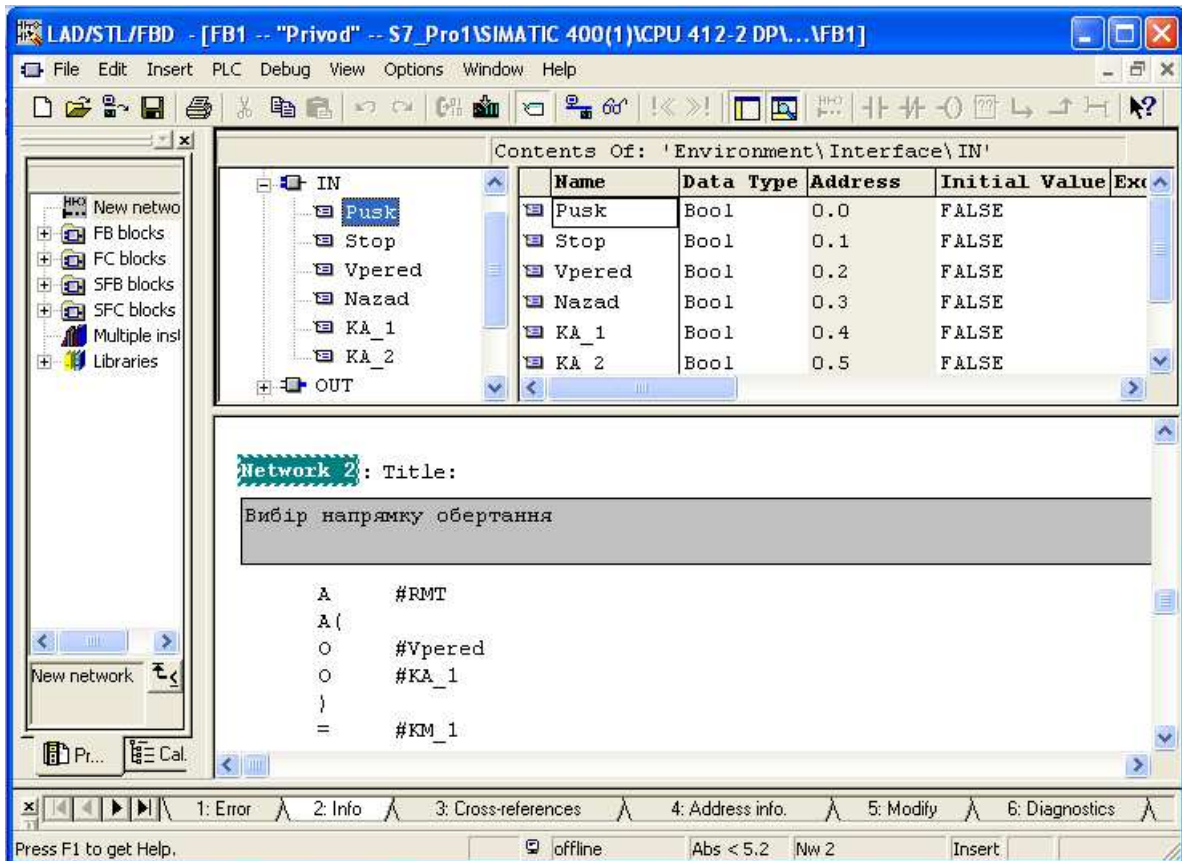 LAD/STL/FBD - [FB1 -- "Privod" -- S7_Pro1\SIMATIC 400(1)\CPU 412-2 DP\...\FB1]
File Edit Insert PLC Debug View Options Window Help
Contents Of: 'Environment\Interface\IN'
New netwo
FB blocks
FC blocks
SFB blocks
SFC blocks
Multiple inst
Libraries
New network
Pr...
Cal.
IN
Pusk
Stop
Vpered
Nazad
KA_1
KA_2
OUT
Name Data Type Address Initial Value Exc
Pusk Bool 0.0 FALSE
Stop Bool 0.1 FALSE
Vpered Bool 0.2 FALSE
Nazad Bool 0.3 FALSE
KA_1 Bool 0.4 FALSE
KA_2 Bool 0.5 FALSE
Network 2: Title:
Вибір напрямку обертання
A #RMT
A(
O #Vpered
O #KA_1
)
= #KM_1
1: Error 2: Info 3: Cross-references 4: Address info. 5: Modify 6: Diagnostics
Press F1 to get Help. offline Abs < 5.2 Nw 2 Insert